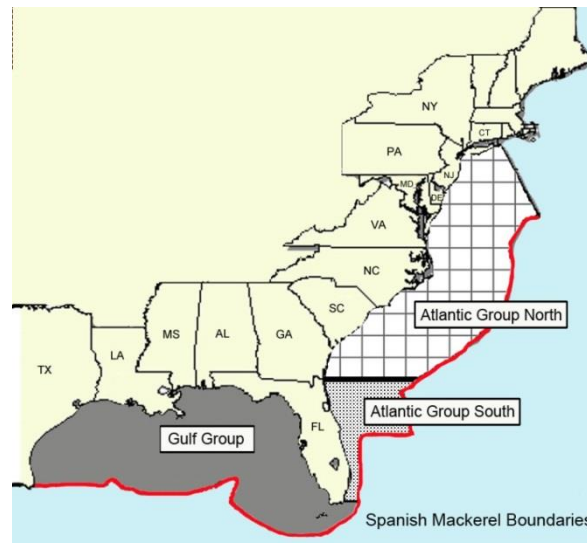 NY
CT
PA
NJ
MD
DE
VA
NC
SC
MS
AL
GA
LA
TX
FL
Atlantic Group North
Atlantic Group South
Gulf Group
Spanish Mackerel Boundaries